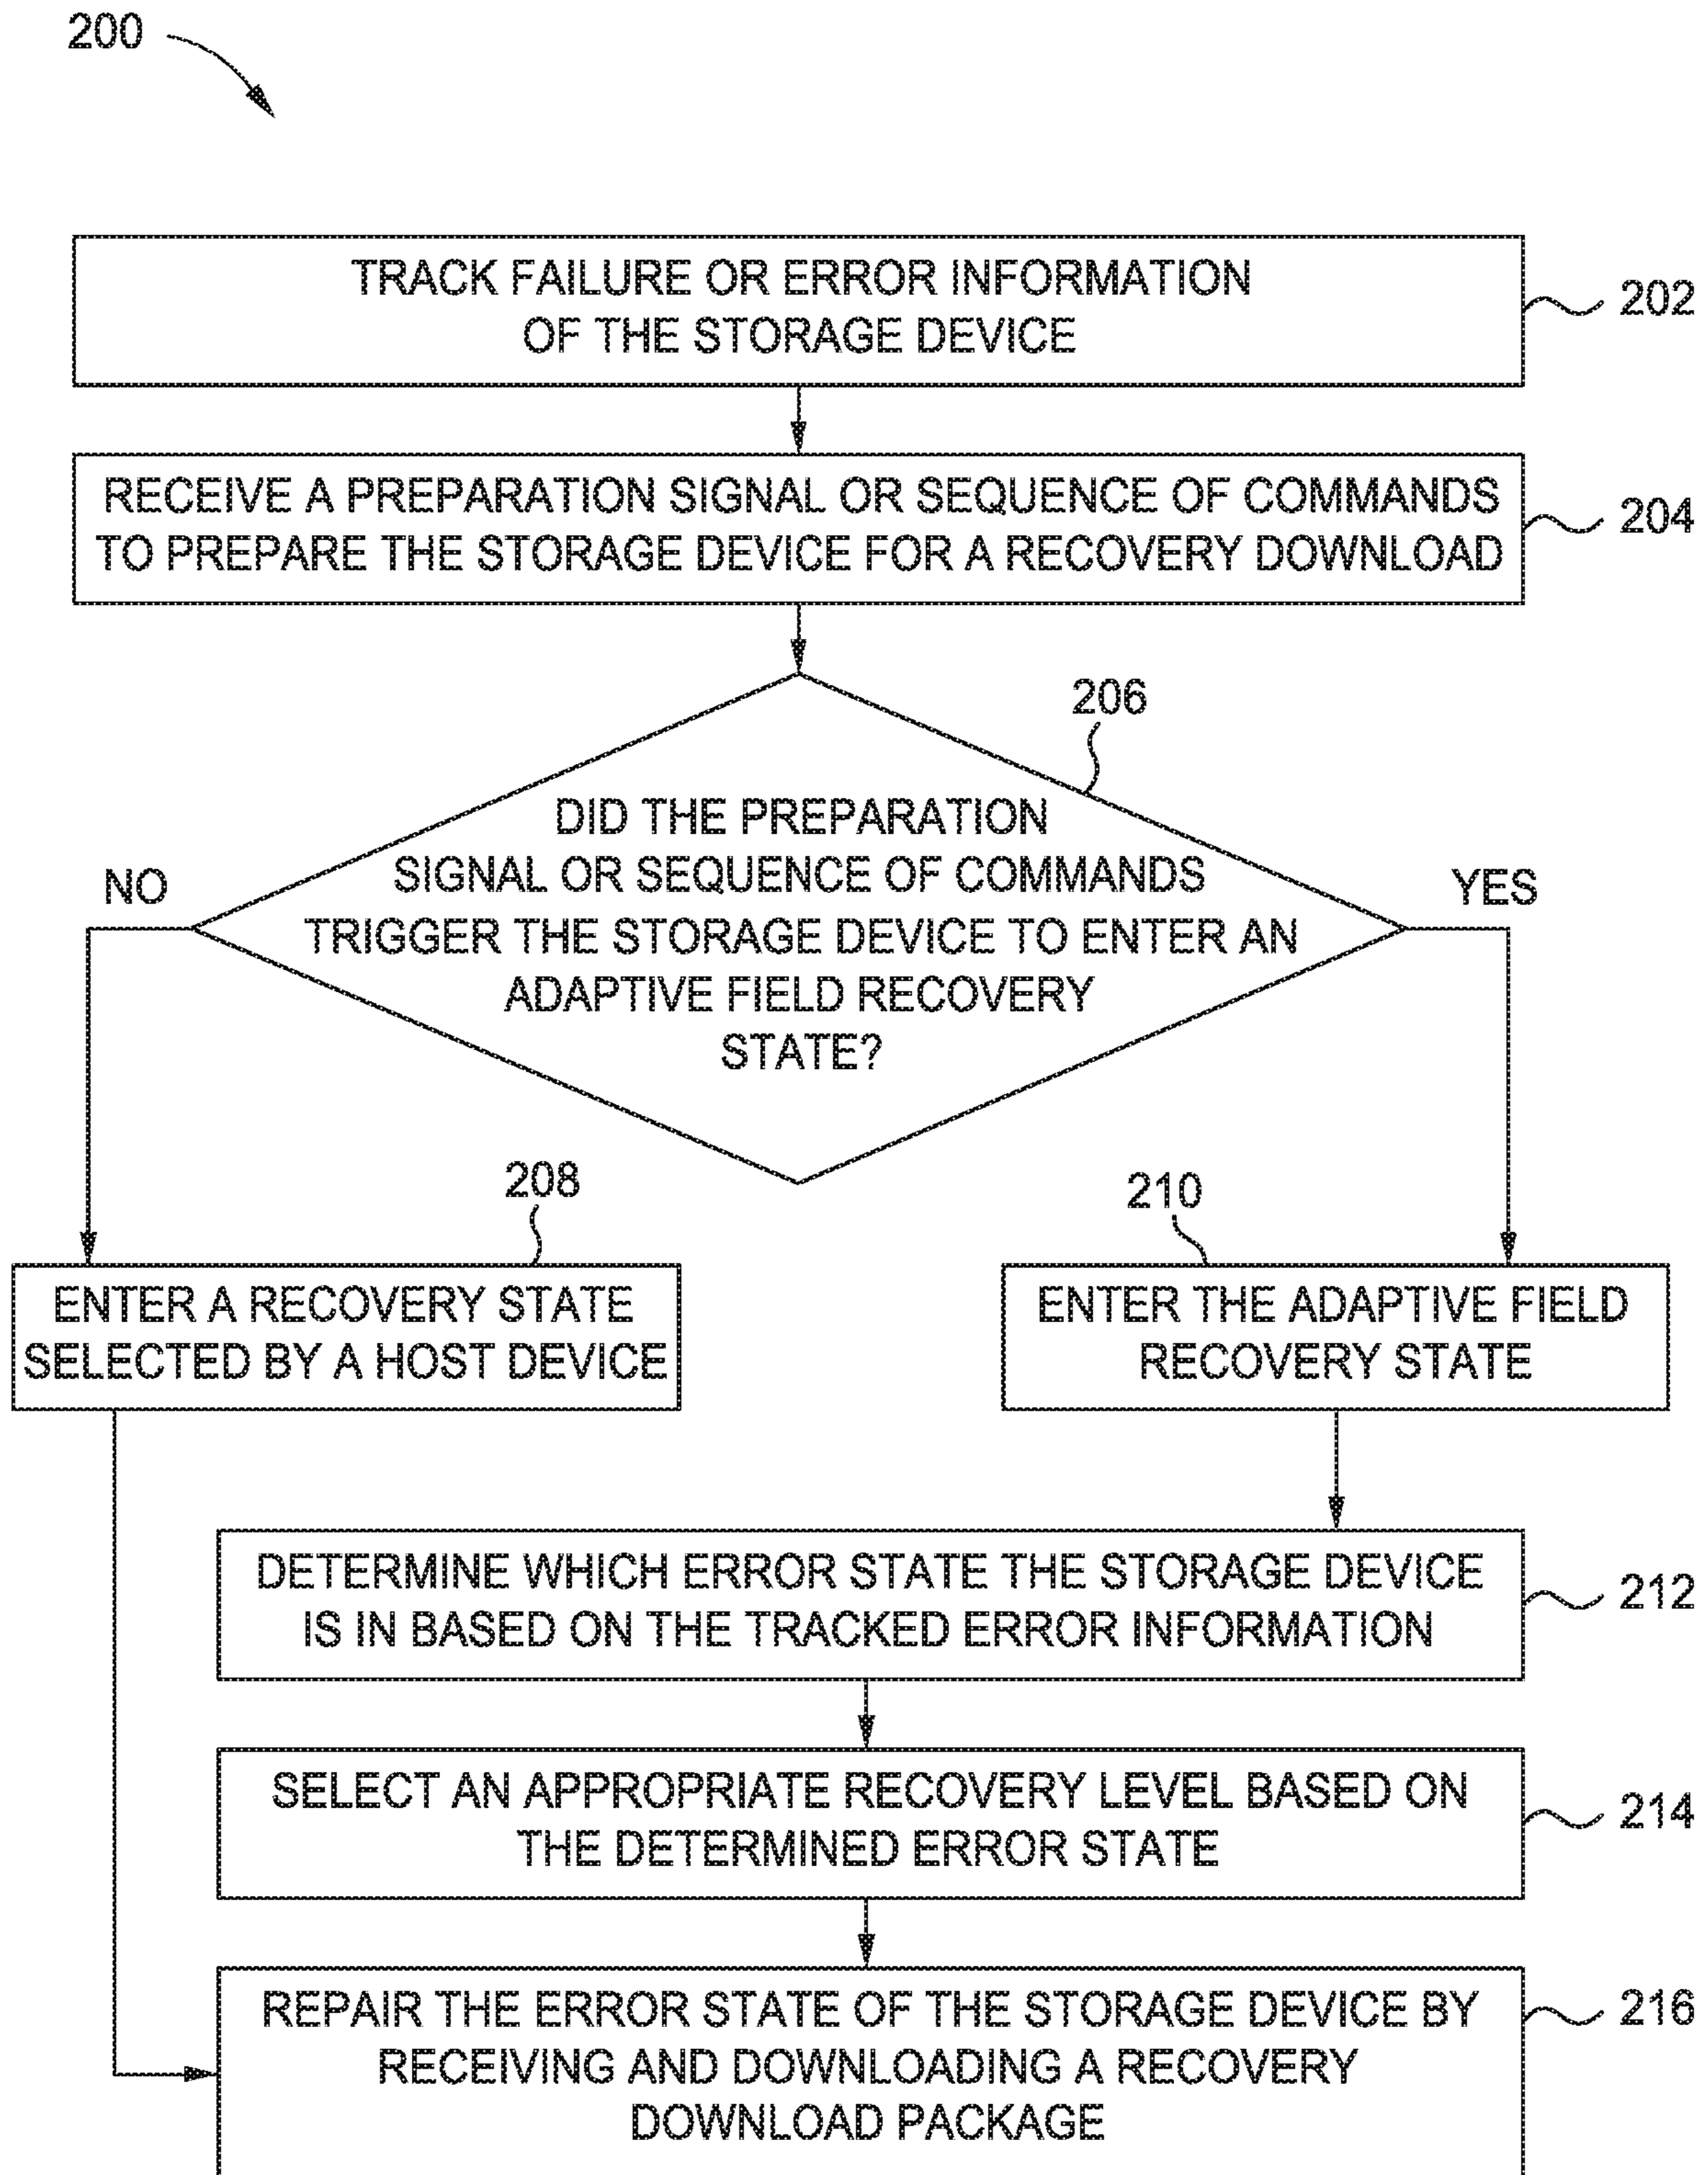 200
TRACK FAILURE OR ERROR INFORMATION
OF THE STORAGE DEVICE
202
RECEIVE A PREPARATION SIGNAL OR SEQUENCE OF COMMANDS
TO PREPARE THE STORAGE DEVICE FOR A RECOVERY DOWNLOAD
204
206
DID THE PREPARATION
SIGNAL OR SEQUENCE OF COMMANDS
TRIGGER THE STORAGE DEVICE TO ENTER AN
ADAPTIVE FIELD RECOVERY
STATE?
NO
YES
208
ENTER A RECOVERY STATE
SELECTED BY A HOST DEVICE
210
ENTER THE ADAPTIVE FIELD
RECOVERY STATE
DETERMINE WHICH ERROR STATE THE STORAGE DEVICE
IS IN BASED ON THE TRACKED ERROR INFORMATION
212
SELECT AN APPROPRIATE RECOVERY LEVEL BASED ON
THE DETERMINED ERROR STATE
214
REPAIR THE ERROR STATE OF THE STORAGE DEVICE BY
RECEIVING AND DOWNLOADING A RECOVERY
DOWNLOAD PACKAGE
216